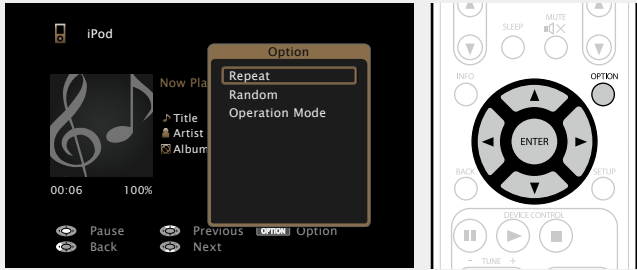 iPod
Option
Repeat
Random
Operation Mode
Now Pla
Title
Artist
Album
00:06 100%
Pause
Previous
OPTION Option
Back
Next
SLEEP
MUTE
INFO
OPTION
ENTER
BACK
SETUP
DEVICE CONTROL
- TUNE +